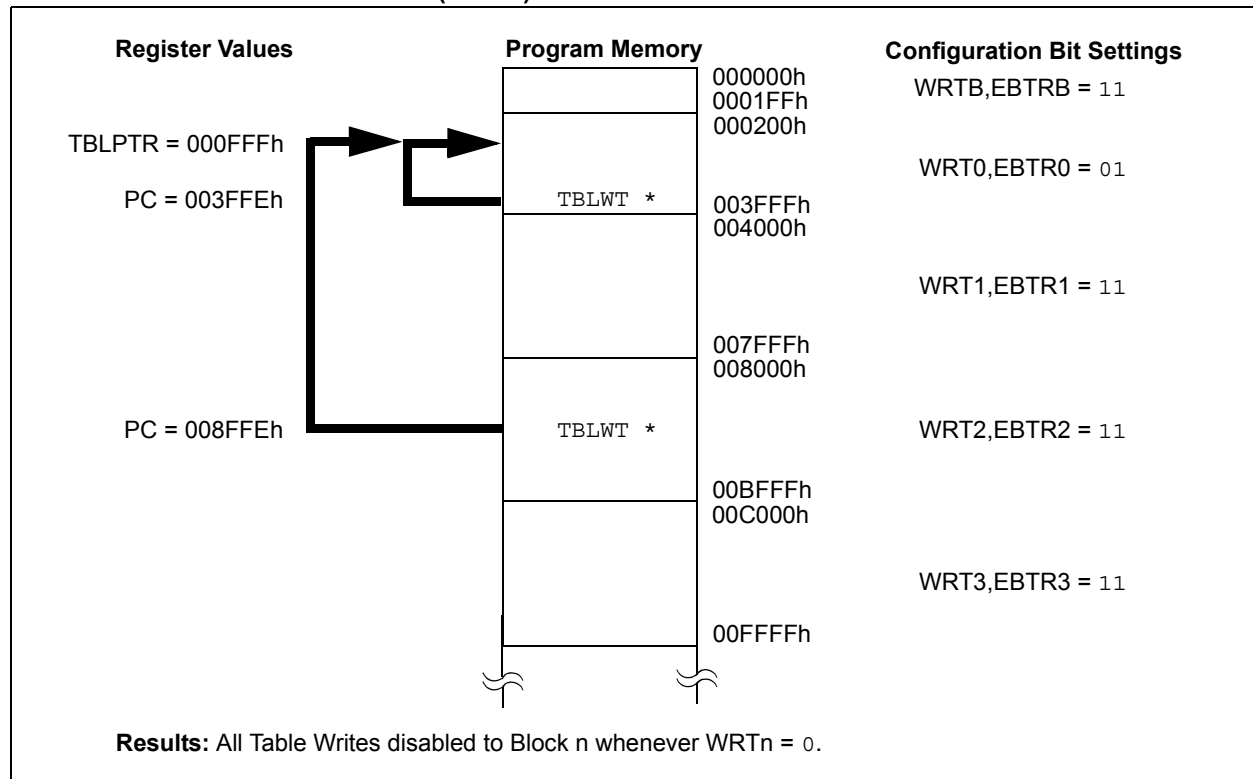 Register Values
Program Memory
Configuration Bit Settings
000000h
WRTB,EBTRB = 11
0001FFh
000200h
TBLPTR = 000FFFh
WRT0,EBTR0 = 01
PC = 003FFEh
TBLWT *
003FFFh
004000h
WRT1,EBTR1 = 11
007FFFh
008000h
PC = 008FFEh
TBLWT *
WRT2,EBTR2 = 11
00BFFFh
00C000h
WRT3,EBTR3 = 11
00FFFFh
Results: All Table Writes disabled to Block n whenever WRTn = 0.